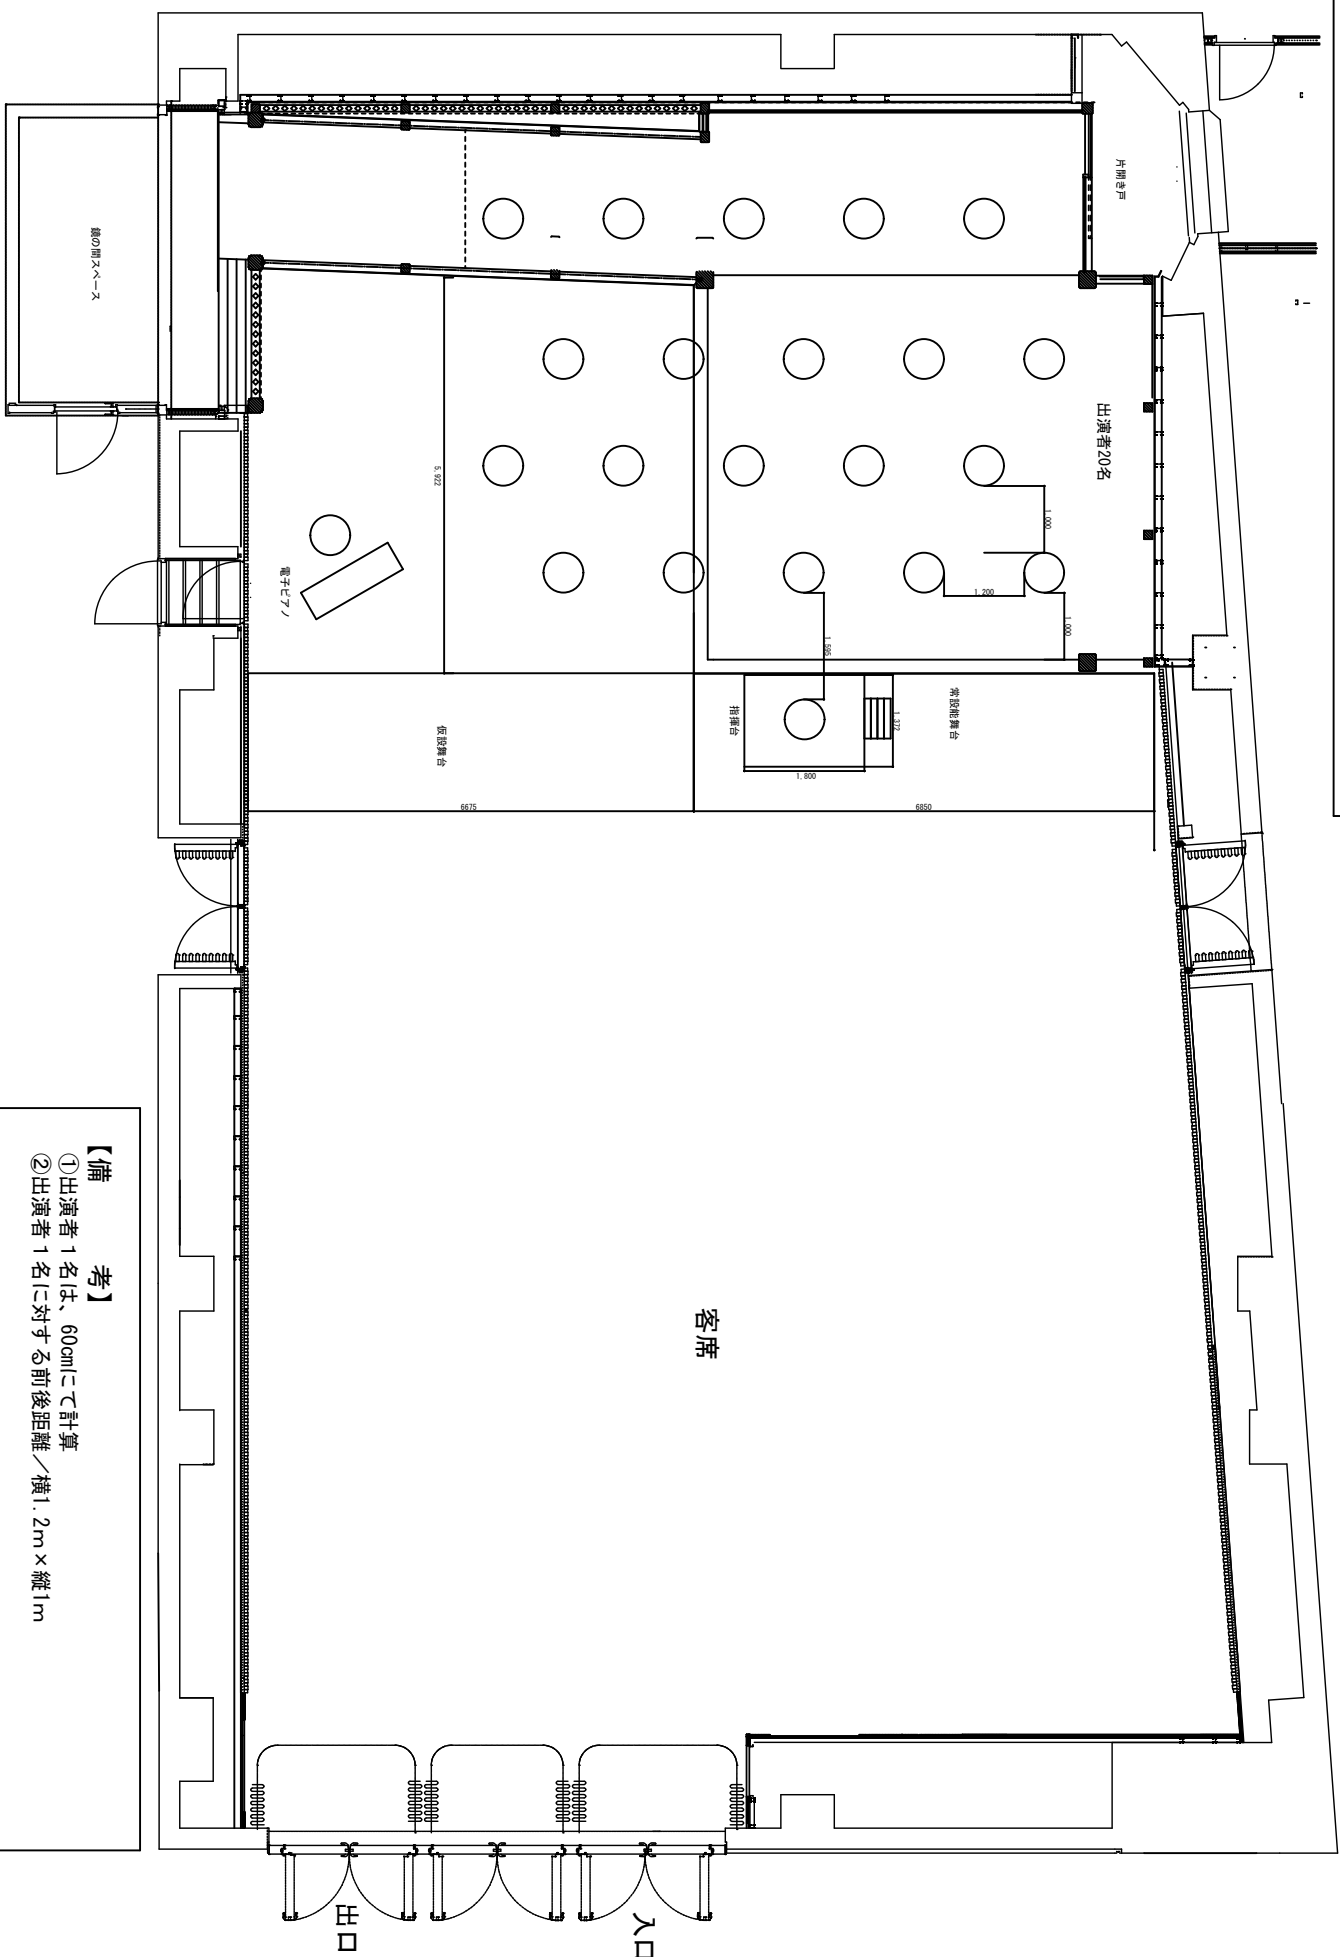 片開き戸
鏡の間スペース
出演者20名
5,922
1,000
1,200
1,000
1,595
電子ピアノ
常設能舞台
1,372
指揮台
仮設舞台
1,800
6675
6850
客席
【備　　考】
①出演者１名は、60cmにて計算
②出演者１名に対する前後距離／横1.2m×縦1m
入口
出口